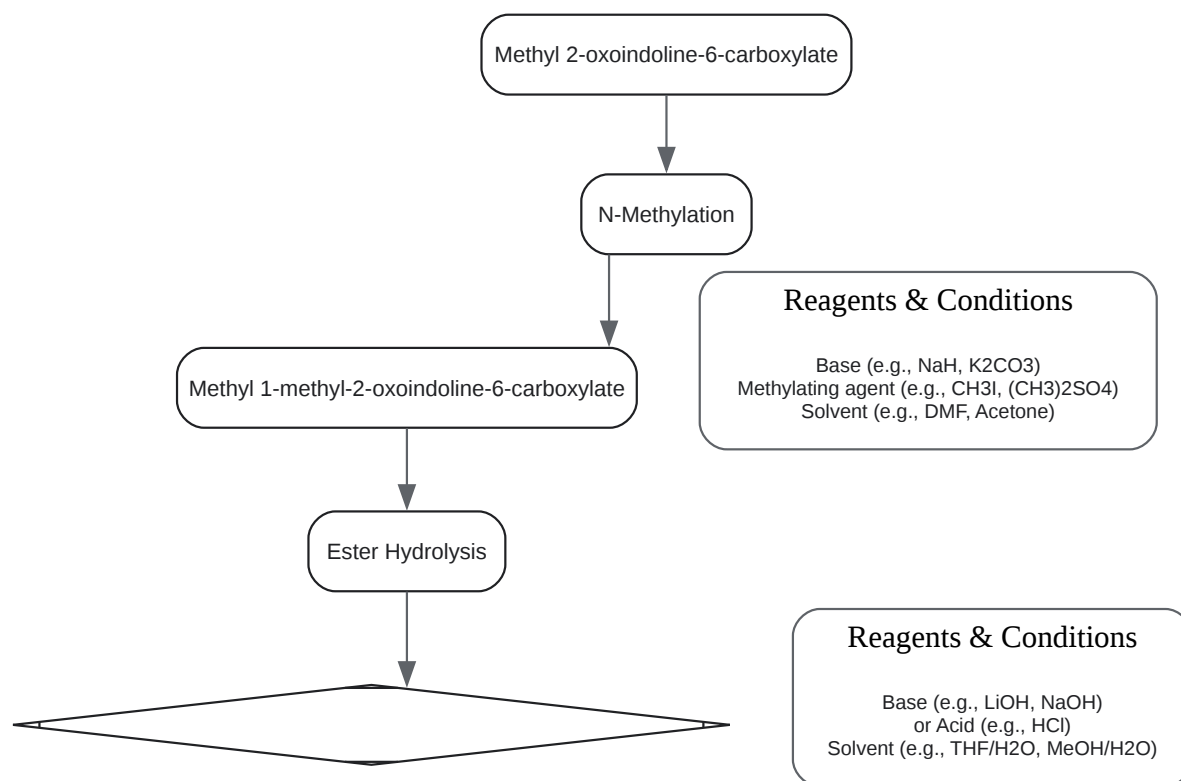 Methyl 2-oxoindoline-6-carboxylate
N-Methylation
Reagents & Conditions
Base (e.g., NaH, K2CO3)
Methylating agent (e.g., CH3I, (CH3)2SO4)
Solvent (e.g., DMF, Acetone)
Methyl 1-methyl-2-oxoindoline-6-carboxylate
Ester Hydrolysis
Reagents & Conditions
Base (e.g., LiOH, NaOH)
or Acid (e.g., HCl)
Solvent (e.g., THF/H2O, MeOH/H2O)